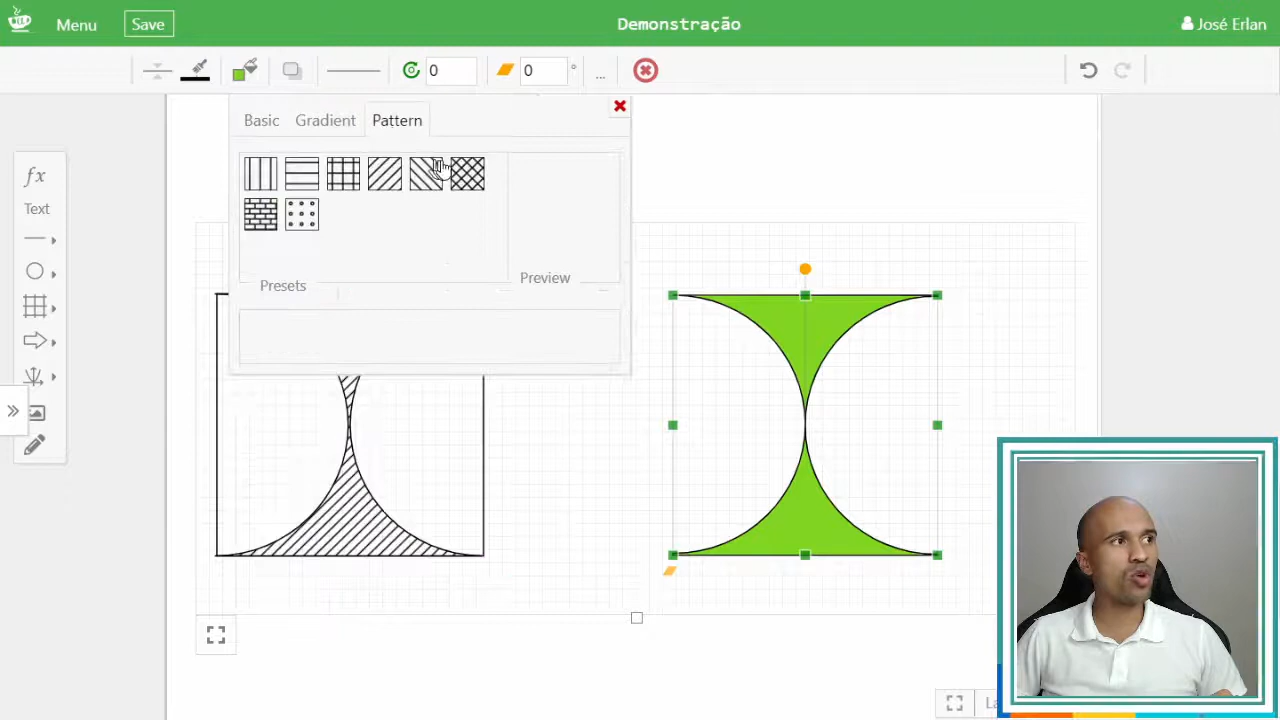 Menu
Save
Demonstração
José Erlan
0
0
°
...
Basic
Gradient
Pattern
fx
Text
Presets
Preview